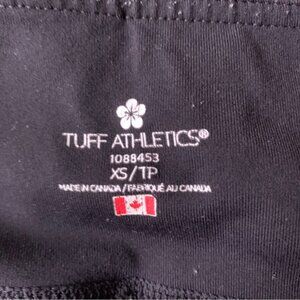 TUFF ATHLETICS®
1088453
XS/TP
MADE IN CANADA / FABRIQUÉ AU CANADA